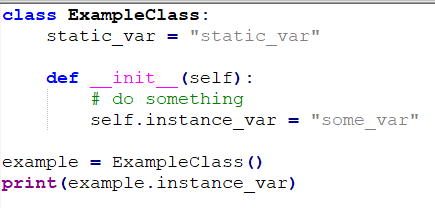 class ExampleClass:
    static_var = "static_var"

    def __init__(self):
        # do something
        self.instance_var = "some_var"

example = ExampleClass()
print(example.instance_var)